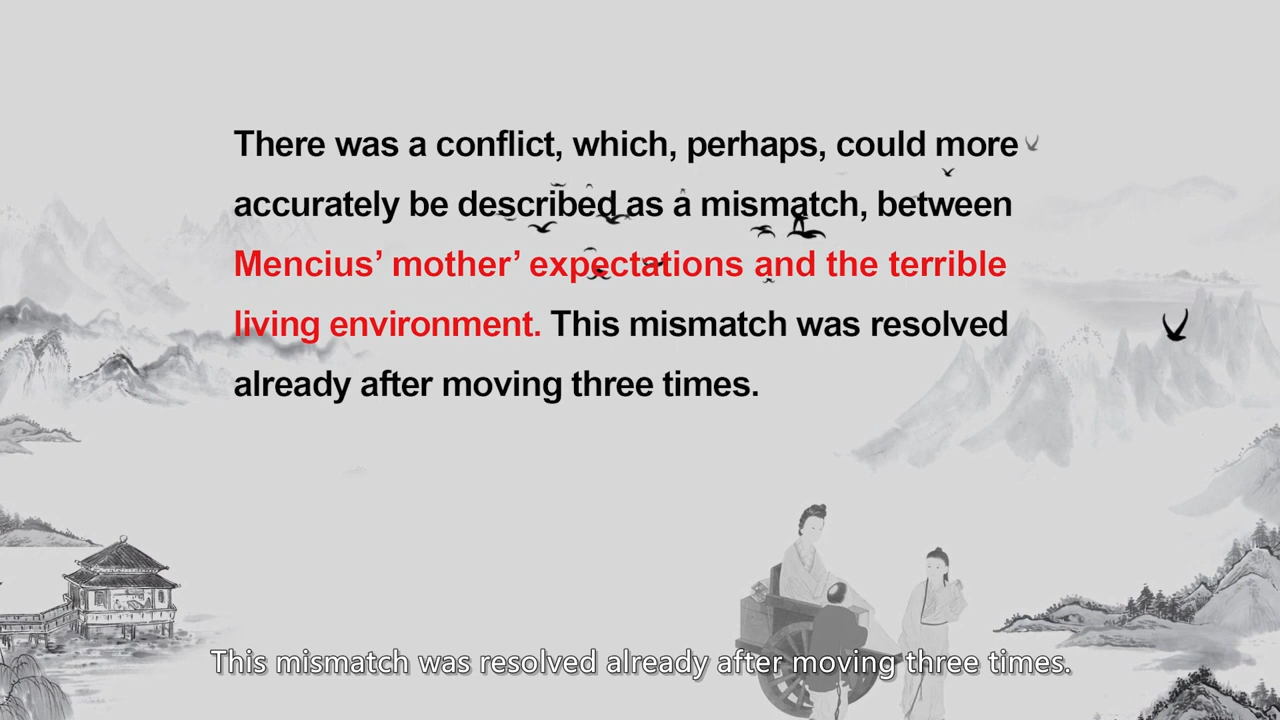 There was a conflict, which, perhaps, could more
accurately be described as a mismatch, between
Mencius’ mother’ expectations and the terrible
living environment. This mismatch was resolved
already after moving three times.
This mismatch was resolved already after moving three times.